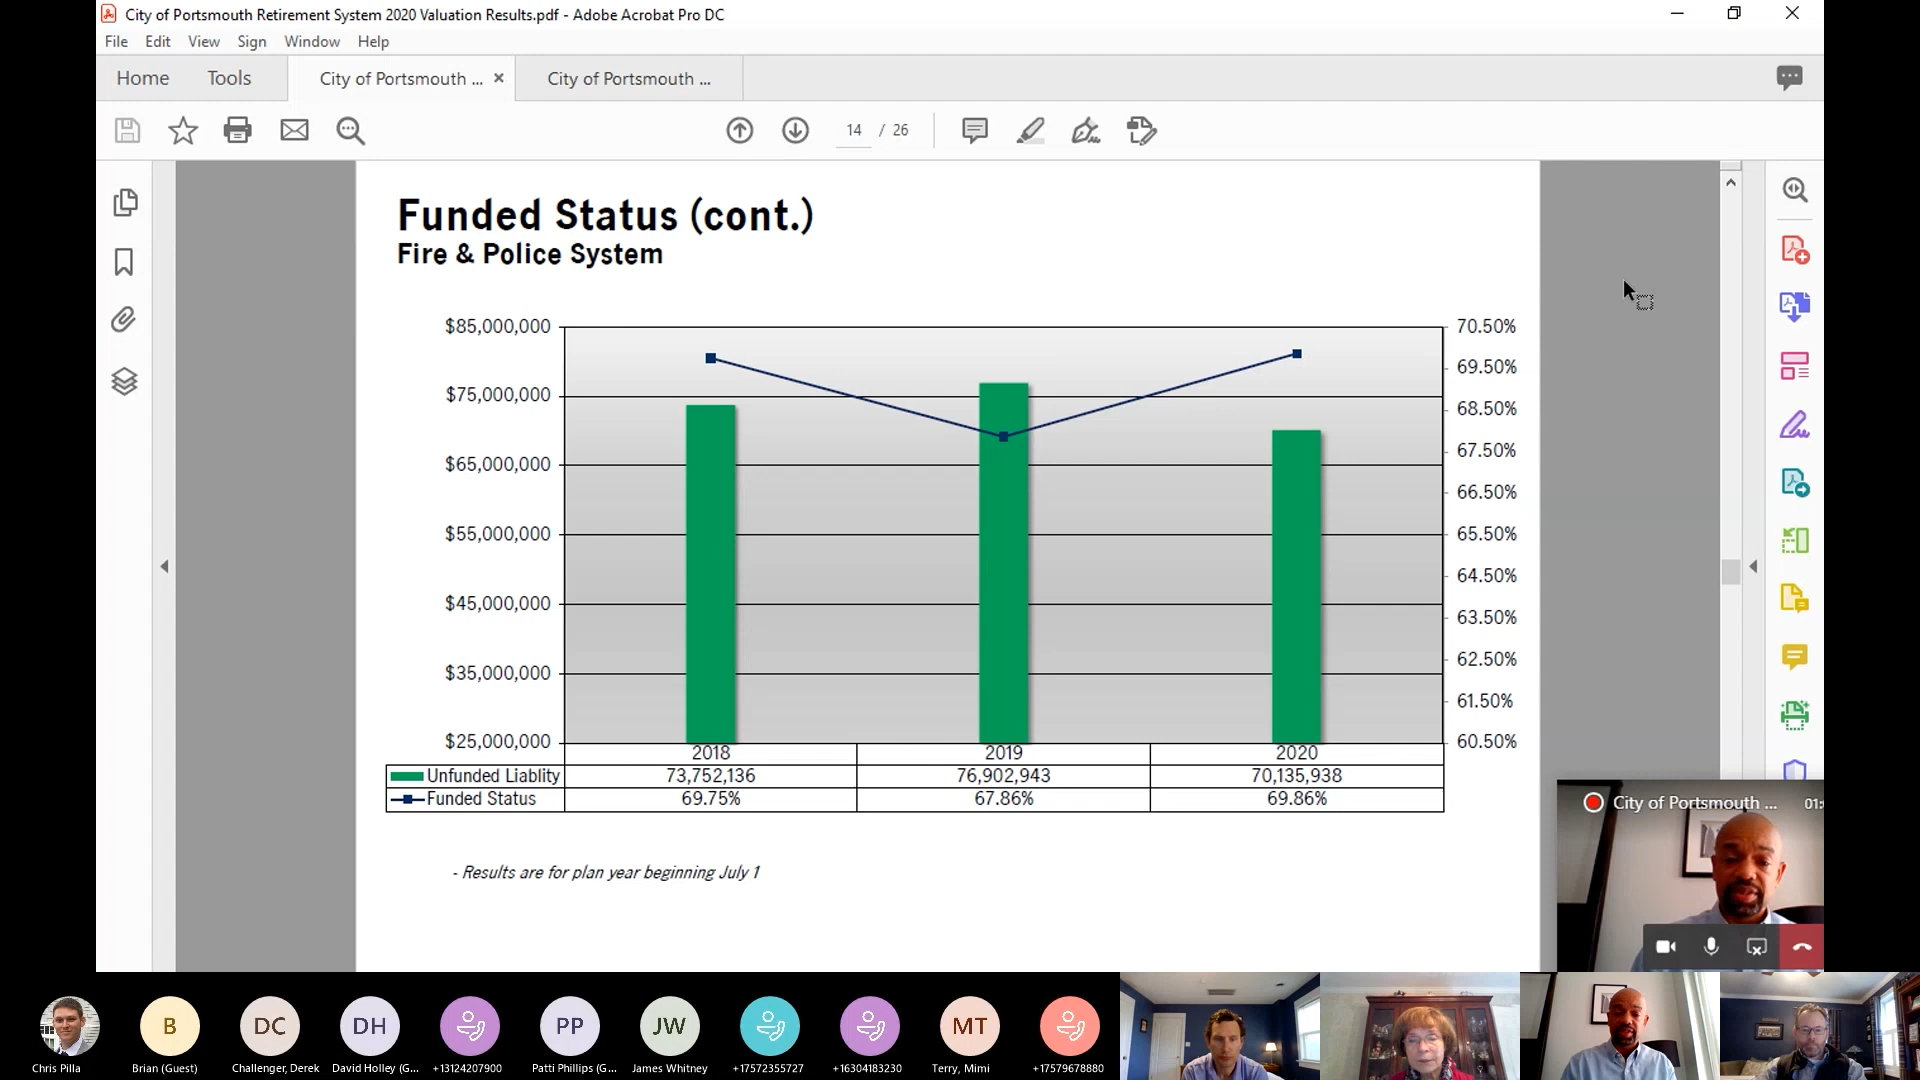 City of Portsmouth Retirement System 2020 Valuation Results.pdf - Adobe Acrobat Pro DC
File Edit View Sign Window Help
Home Tools City of Portsmouth ... × City of Portsmouth ...
14 / 26
Funded Status (cont.)
Fire & Police System
$85,000,000 70.50%
69.50%
$75,000,000
68.50%
$65,000,000 67.50%
66.50%
$55,000,000 65.50%
64.50%
$45,000,000 63.50%
62.50%
$35,000,000
61.50%
$25,000,000 60.50%
2018 2019 2020
Unfunded Liablity 73,752,136 76,902,943 70,135,938
Funded Status 69.75% 67.86% 69.86%
- Results are for plan year beginning July 1
City of Portsmouth ... 01:
B DC DH PP JW MT
Chris Pilla Brian (Guest) Challenger, Derek David Holley (G... +13124207900 Patti Phillips (G... James Whitney +17572355727 +16304183230 Terry, Mimi +17579678880